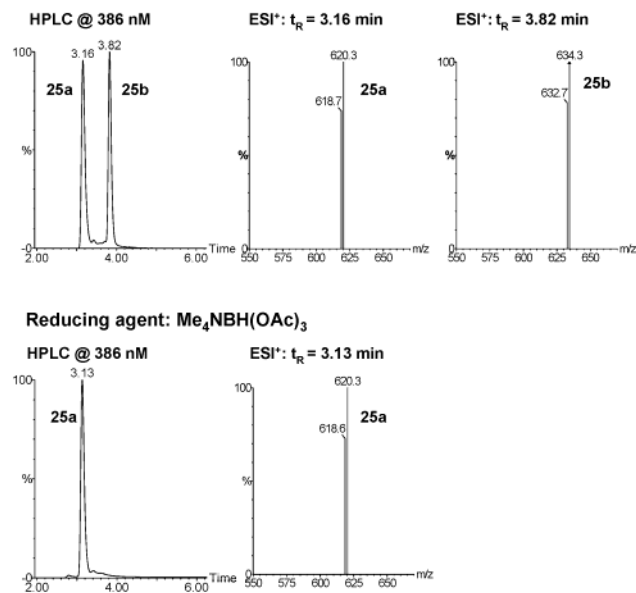 HPLC @ 386 nM
ESI⁺: tR = 3.16 min
ESI⁺: tR = 3.82 min
100
3.16
3.82
25a
25b
%
-0
2.00
4.00
6.00
Time
100
620.3
618.7
25a
%
0
550
575
600
625
650
m/z
100
634.3
632.7
25b
%
0
550
575
600
625
650
m/z
Reducing agent: Me₄NBH(OAc)₃
HPLC @ 386 nM
ESI⁺: tR = 3.13 min
100
3.13
25a
%
-0
2.00
4.00
6.00
Time
100
620.3
618.6
25a
%
0
550
575
600
625
650
m/z